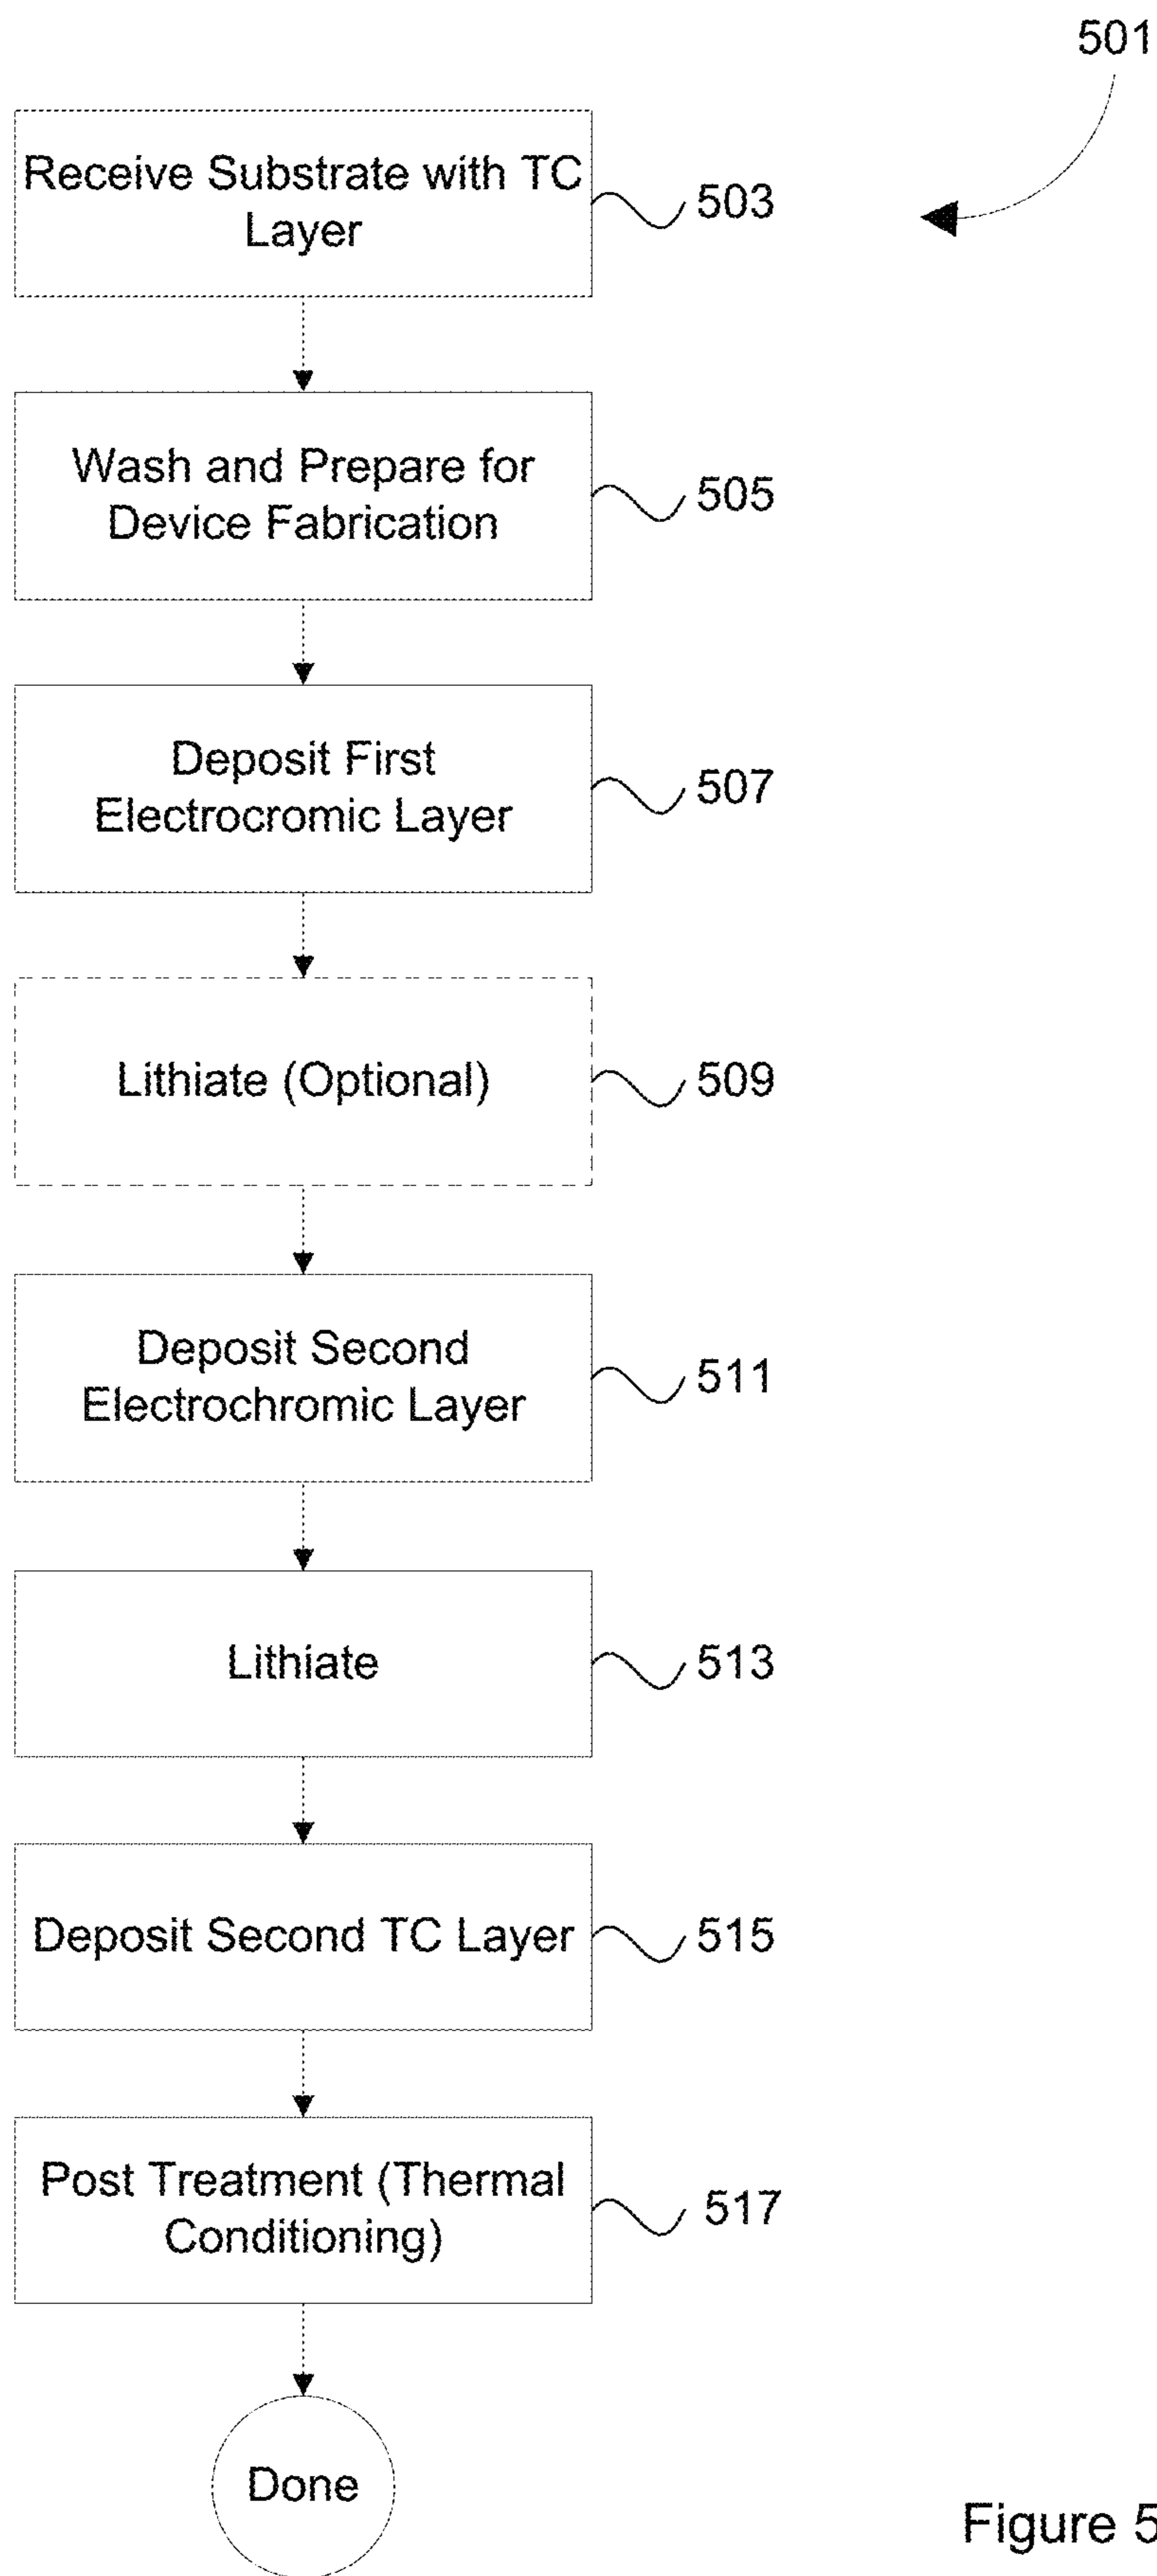 501
Receive Substrate with TC
Layer
503
Wash and Prepare for
Device Fabrication
505
Deposit First
Electrocromic Layer
507
Lithiate (Optional)
509
Deposit Second
Electrochromic Layer
511
Lithiate
513
Deposit Second TC Layer
515
Post Treatment (Thermal
Conditioning)
517
Done
Figure 5